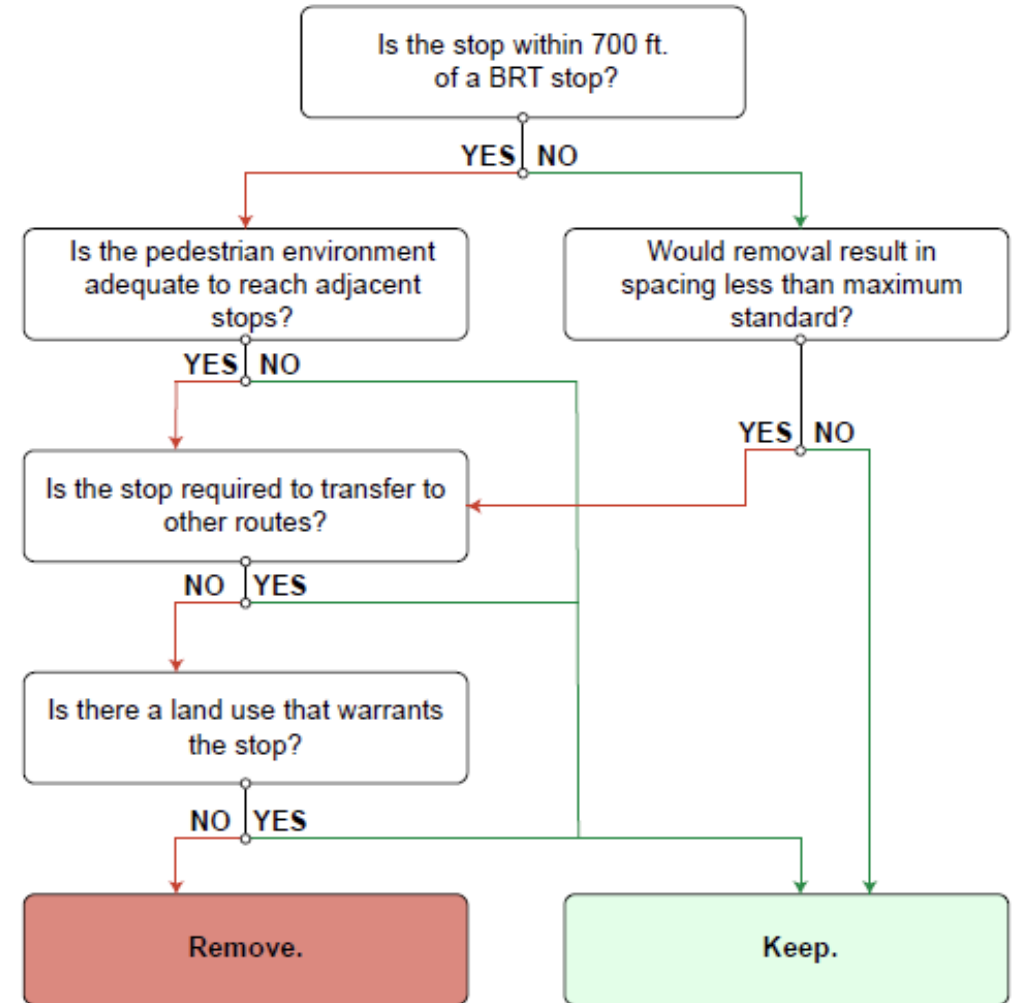 Is the stop within 700 ft.
of a BRT stop?
YES NO
Is the pedestrian environment
adequate to reach adjacent
stops?
Would removal result in
spacing less than maximum
standard?
YES NO
YES NO
Is the stop required to transfer to
other routes?
NO YES
Is there a land use that warrants
the stop?
NO YES
Remove.
Keep.